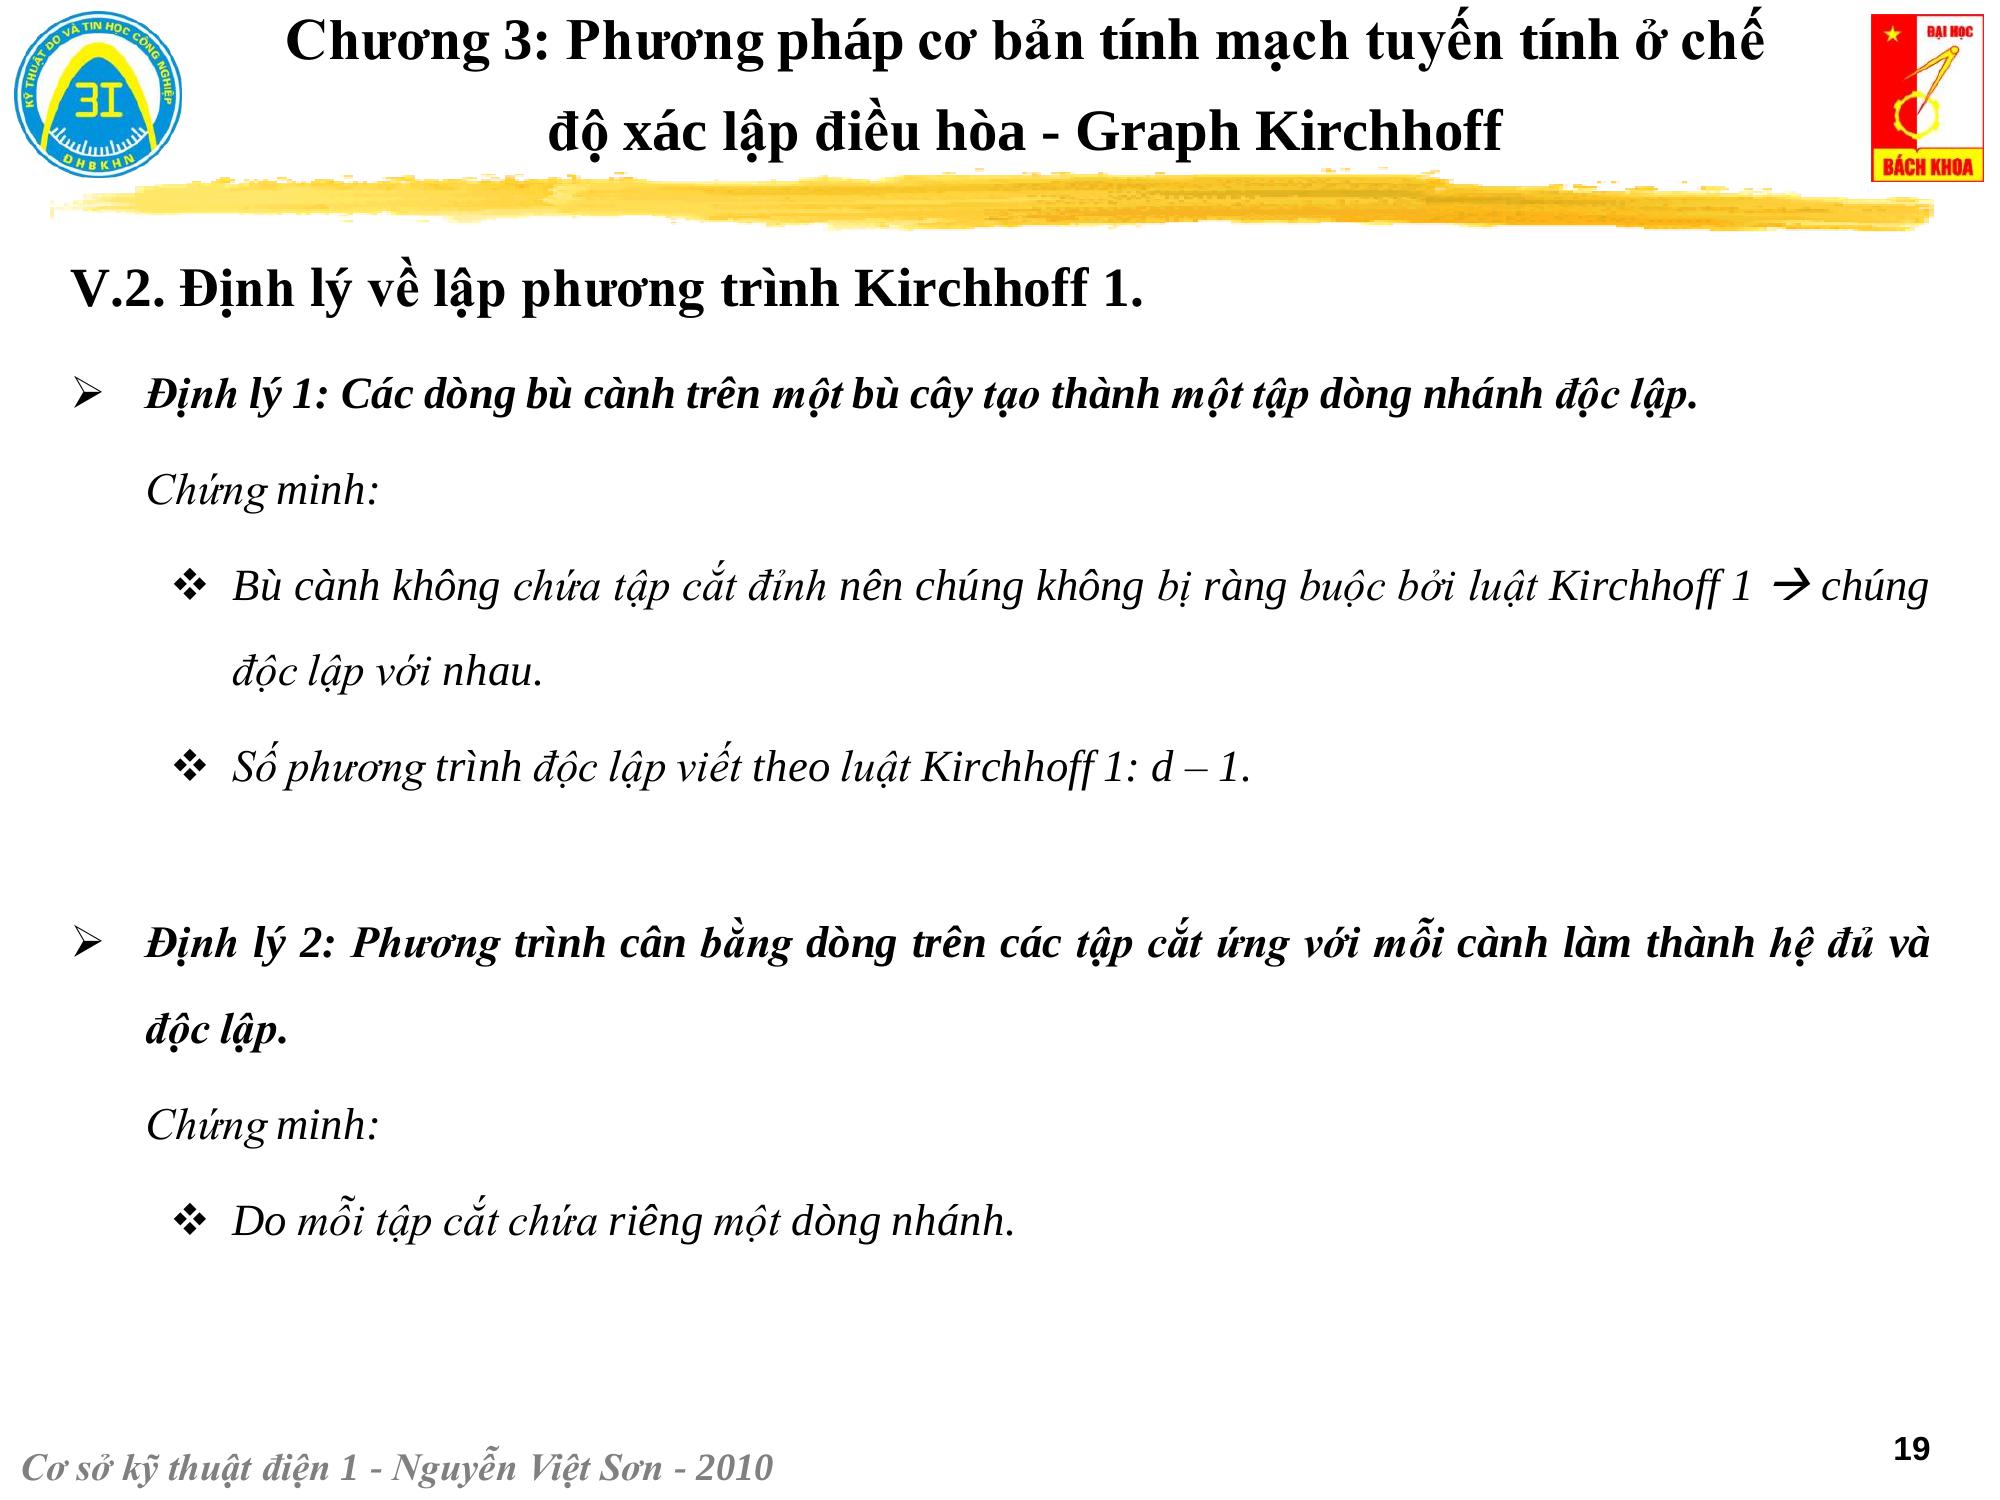 KỸ THUẬT ĐO VÀ TIN HỌC CÔNG NGHIỆP
3I
ĐHBKHN
Chương 3: Phương pháp cơ bản tính mạch tuyến tính ở chế
độ xác lập điều hòa - Graph Kirchhoff
ĐẠI HỌC
BÁCH KHOA
V.2. Định lý về lập phương trình Kirchhoff 1.
➢ Định lý 1: Các dòng bù cành trên một bù cây tạo thành một tập dòng nhánh độc lập.
Chứng minh:
❖ Bù cành không chứa tập cắt đỉnh nên chúng không bị ràng buộc bởi luật Kirchhoff 1 → chúng
độc lập với nhau.
❖ Số phương trình độc lập viết theo luật Kirchhoff 1: d – 1.
➢ Định lý 2: Phương trình cân bằng dòng trên các tập cắt ứng với mỗi cành làm thành hệ đủ và
độc lập.
Chứng minh:
❖ Do mỗi tập cắt chứa riêng một dòng nhánh.
Cơ sở kỹ thuật điện 1 - Nguyễn Việt Sơn - 2010
19